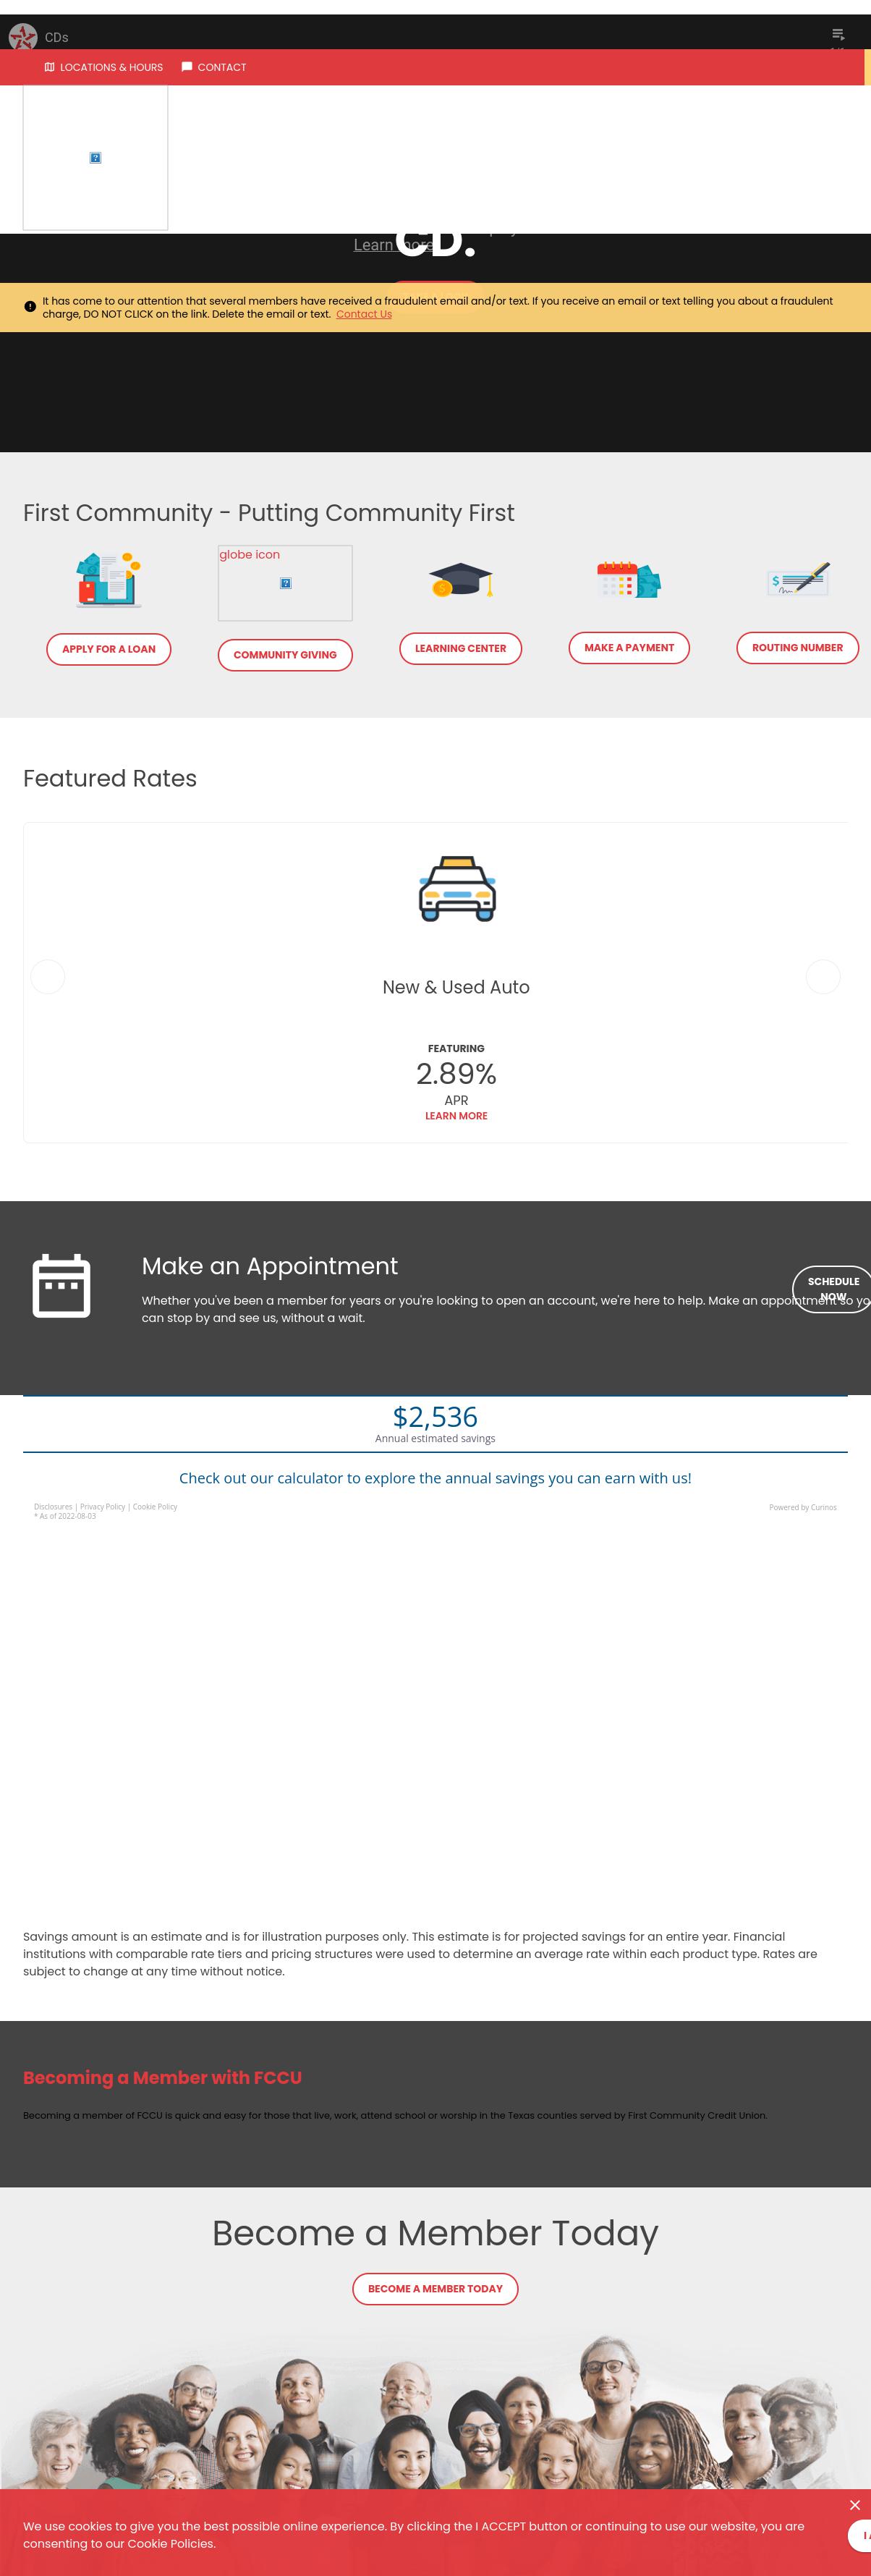 CDs
LOCATIONS & HOURS CONTACT
Learn more
CD.
It has come to our attention that several members have received a fraudulent email and/or text. If you receive an email or text telling you about a fraudulent
charge, DO NOT CLICK on the link. Delete the email or text. Contact Us
First Community - Putting Community First
globe icon
APPLY FOR A LOAN
COMMUNITY GIVING
LEARNING CENTER
MAKE A PAYMENT
ROUTING NUMBER
Featured Rates
New & Used Auto
FEATURING
2.89%
APR
LEARN MORE
Make an Appointment
SCHEDULE
NOW
Whether you've been a member for years or you're looking to open an account, we're here to help. Make an appointment so yo
can stop by and see us, without a wait.
$2,536
Annual estimated savings
Check out our calculator to explore the annual savings you can earn with us!
Disclosures | Privacy Policy | Cookie Policy
* As of 2022-08-03
Powered by Curinos
Savings amount is an estimate and is for illustration purposes only. This estimate is for projected savings for an entire year. Financial
institutions with comparable rate tiers and pricing structures were used to determine an average rate within each product type. Rates are
subject to change at any time without notice.
Becoming a Member with FCCU
Becoming a member of FCCU is quick and easy for those that live, work, attend school or worship in the Texas counties served by First Community Credit Union.
Become a Member Today
BECOME A MEMBER TODAY
We use cookies to give you the best possible online experience. By clicking the I ACCEPT button or continuing to use our website, you are
consenting to our Cookie Policies.